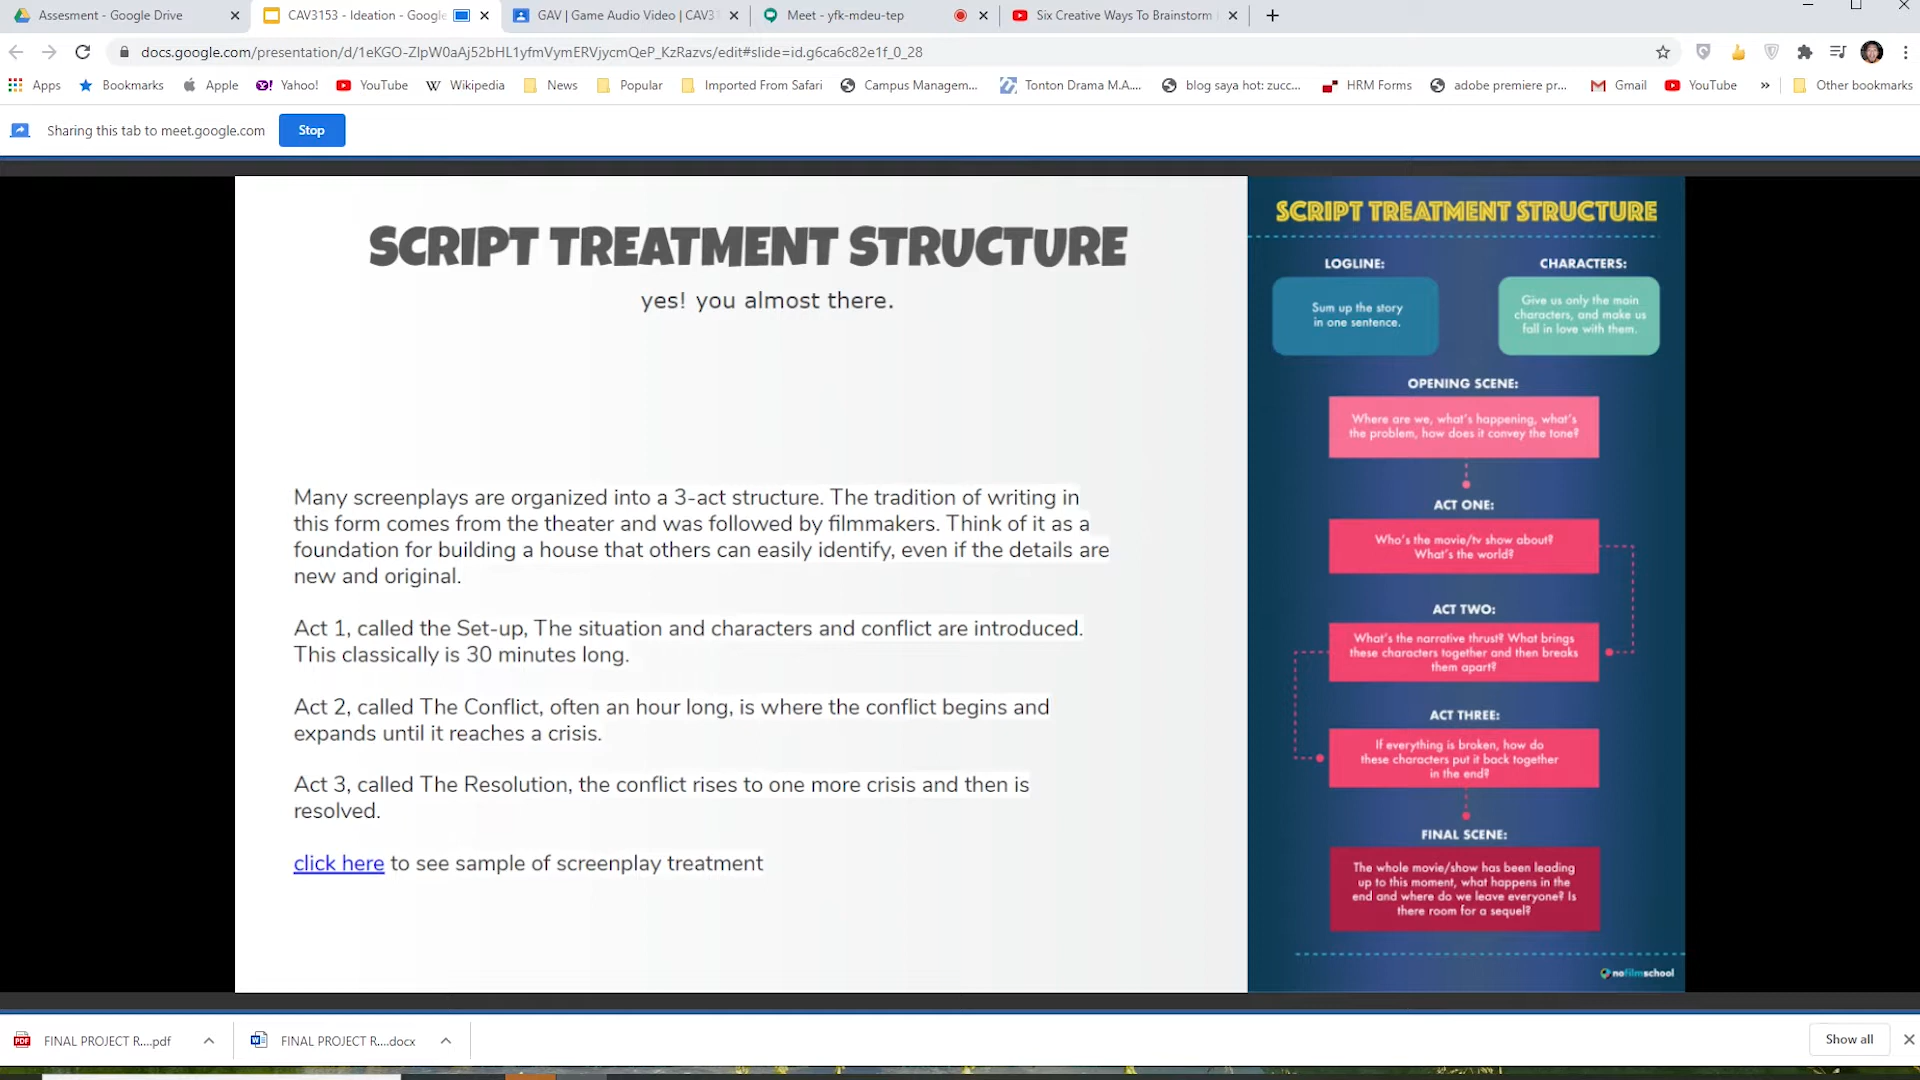 Assesment - Google Drive
CAV3153 - Ideation - Google
GAV | Game Audio Video | CAV31
Meet - yfk-mdeu-tep
Six Creative Ways To Brainstorm
docs.google.com/presentation/d/1eKGO-ZIpW0aAj52bHL1yfmVymERVjycmQeP_KzRazvs/edit#slide=id.g6ca6c82e1f_0_28
Apps
Bookmarks
Apple
Yahoo!
YouTube
Wikipedia
News
Popular
Imported From Safari
Campus Managem...
Tonton Drama M.A....
blog saya hot: zucc...
HRM Forms
adobe premiere pr...
Gmail
YouTube
»
Other bookmarks
Sharing this tab to meet.google.com
Stop
SCRIPT TREATMENT STRUCTURE
yes! you almost there.
Many screenplays are organized into a 3-act structure. The tradition of writing in
this form comes from the theater and was followed by filmmakers. Think of it as a
foundation for building a house that others can easily identify, even if the details are
new and original.
Act 1, called the Set-up, The situation and characters and conflict are introduced.
This classically is 30 minutes long.
Act 2, called The Conflict, often an hour long, is where the conflict begins and
expands until it reaches a crisis.
Act 3, called The Resolution, the conflict rises to one more crisis and then is
resolved.
click here to see sample of screenplay treatment
SCRIPT TREATMENT STRUCTURE
LOGLINE:
Sum up the story
in one sentence.
CHARACTERS:
Give us only the main
characters, and make us
fall in love with them.
OPENING SCENE:
Where are we, what's happening, what's
the problem, how does it convey the tone?
ACT ONE:
Who's the movie/tv show about?
What's the world?
ACT TWO:
What's the narrative thrust? What brings
these characters together and then breaks
them apart?
ACT THREE:
If everything is broken, how do
these characters put it back together
in the end?
FINAL SCENE:
The whole movie/show has been leading
up to this moment, what happens in the
end and where do we leave everyone? Is
there room for a sequel?
nofilmschool
FINAL PROJECT R....pdf
FINAL PROJECT R....docx
Show all